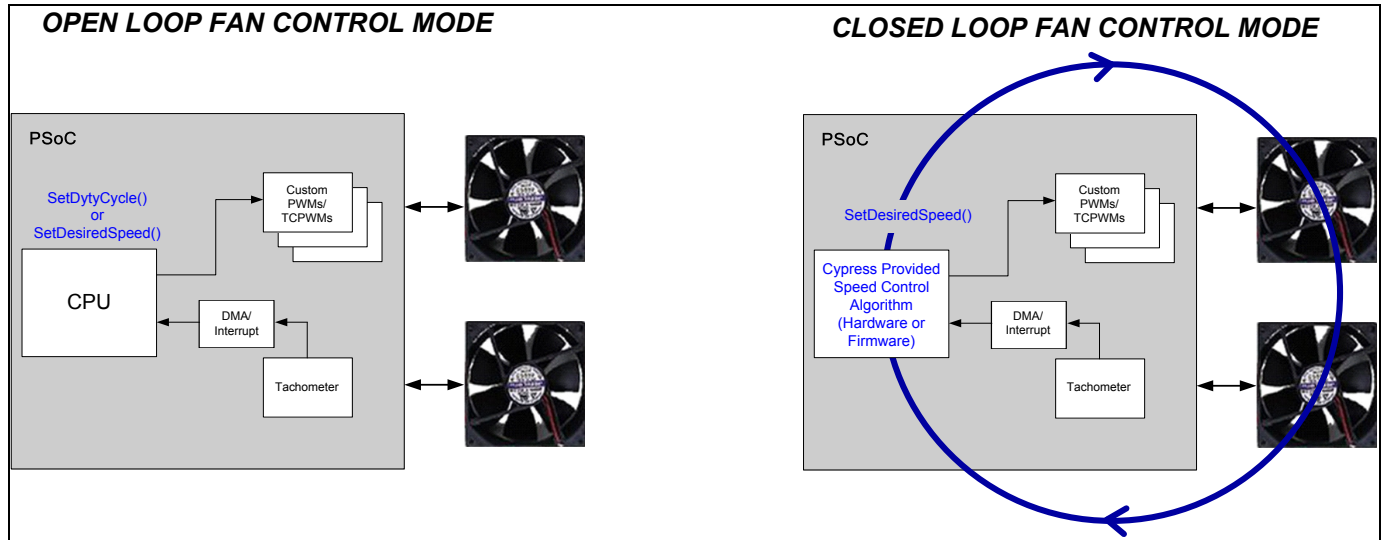 OPEN LOOP FAN CONTROL MODE
PSoC
SetDytyCycle()
or
SetDesiredSpeed()
CPU
Custom
PWMs/
TCPWMs
DMA/
Interrupt
Tachometer
CLOSED LOOP FAN CONTROL MODE
PSoC
SetDesiredSpeed()
Cypress Provided
Speed Control
Algorithm
(Hardware or
Firmware)
Custom
PWMs/
TCPWMs
DMA/
Interrupt
Tachometer